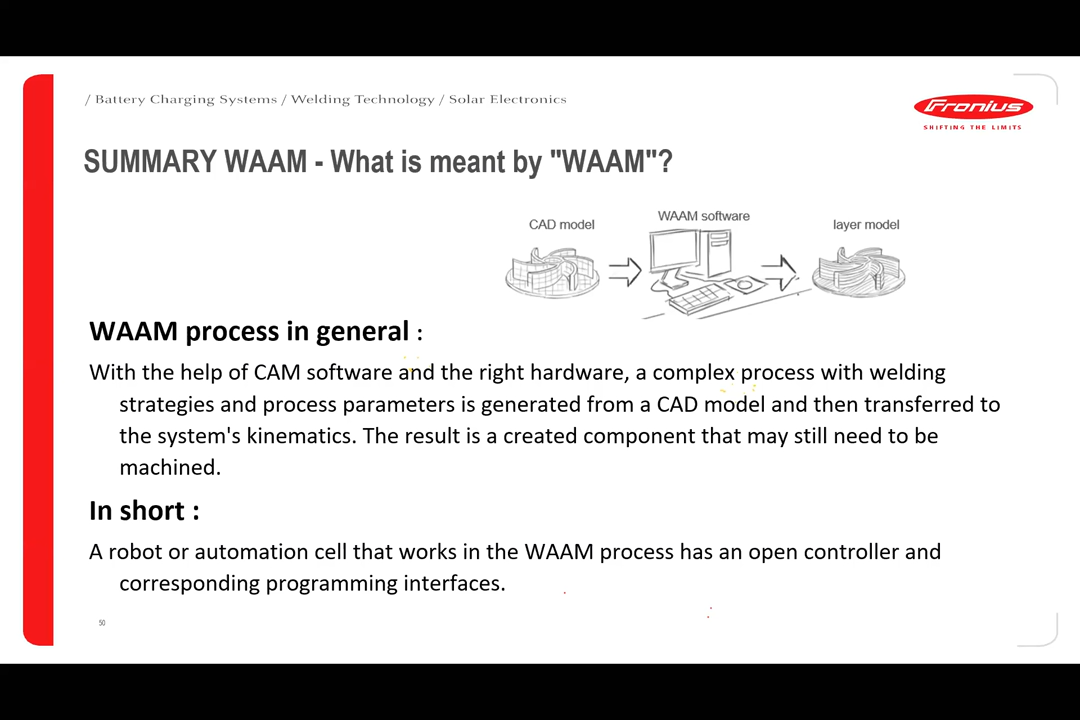 / Battery Charging Systems / Welding Technology / Solar Electronics
Fronius
SHIFTING THE LIMITS
SUMMARY WAAM - What is meant by "WAAM"?
CAD model
WAAM software
layer model
WAAM process in general :
With the help of CAM software and the right hardware, a complex process with welding
strategies and process parameters is generated from a CAD model and then transferred to
the system's kinematics. The result is a created component that may still need to be
machined.
In short :
A robot or automation cell that works in the WAAM process has an open controller and
corresponding programming interfaces.
50